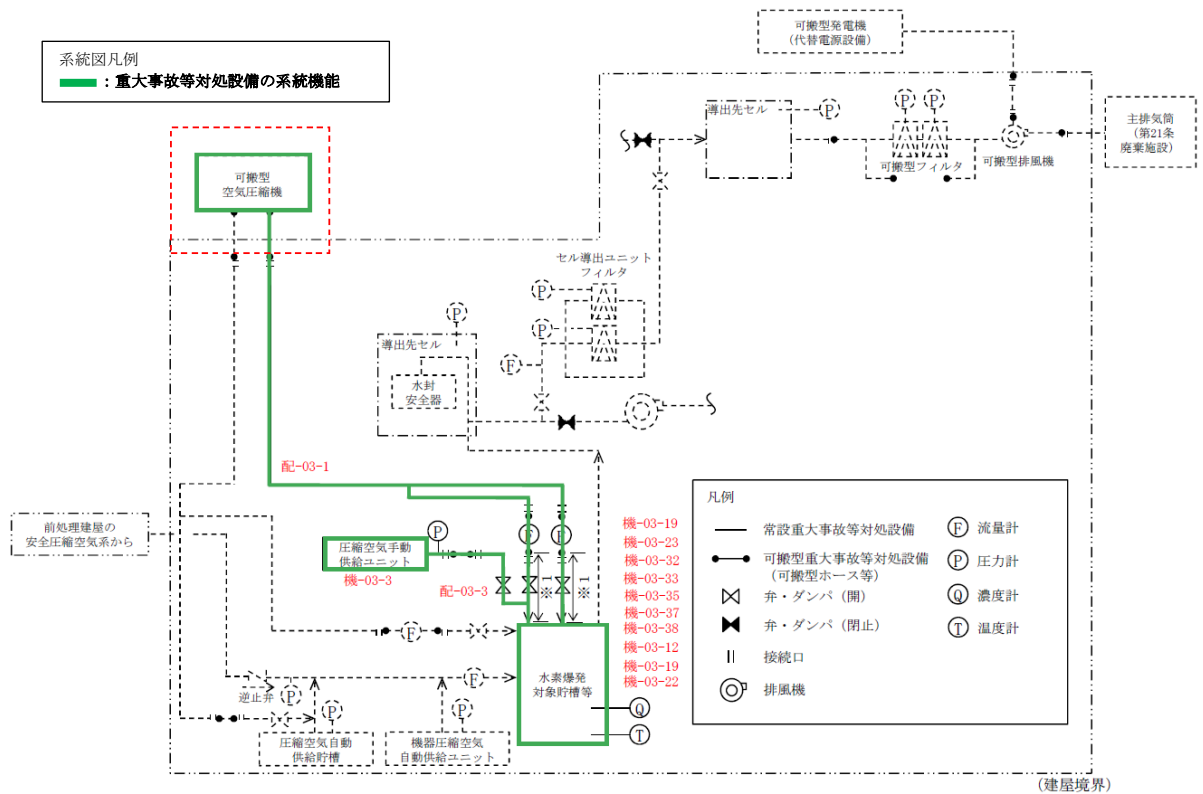 系統図凡例
：重大事故等対処設備の系統機能
可搬型発電機
（代替電源設備）
主排気筒
（第21条
廃棄施設）
導出先セル
P
P
P
可搬型フィルタ
可搬型排風機
可搬型
空気圧縮機
セル導出ユニット
フィルタ
P
P
P
F
導出先セル
水封
安全器
配-03-1
前処理建屋の
安全圧縮空気系から
圧縮空気手動
供給ユニット
機-03-3
P
配-03-3
F
F
※1
※1
機-03-19
機-03-23
機-03-32
機-03-33
機-03-35
機-03-37
機-03-38
機-03-12
機-03-19
機-03-22
F
F
逆止弁
P
P
P
圧縮空気自動
供給貯槽
機器圧縮空気
自動供給ユニット
水素爆発
対象貯槽等
Q
T
凡例
常設重大事故等対処設備
可搬型重大事故等対処設備
（可搬型ホース等）
弁・ダンパ（開）
弁・ダンパ（閉止）
接続口
排風機
F 流量計
P 圧力計
Q 濃度計
T 温度計
（建屋境界）